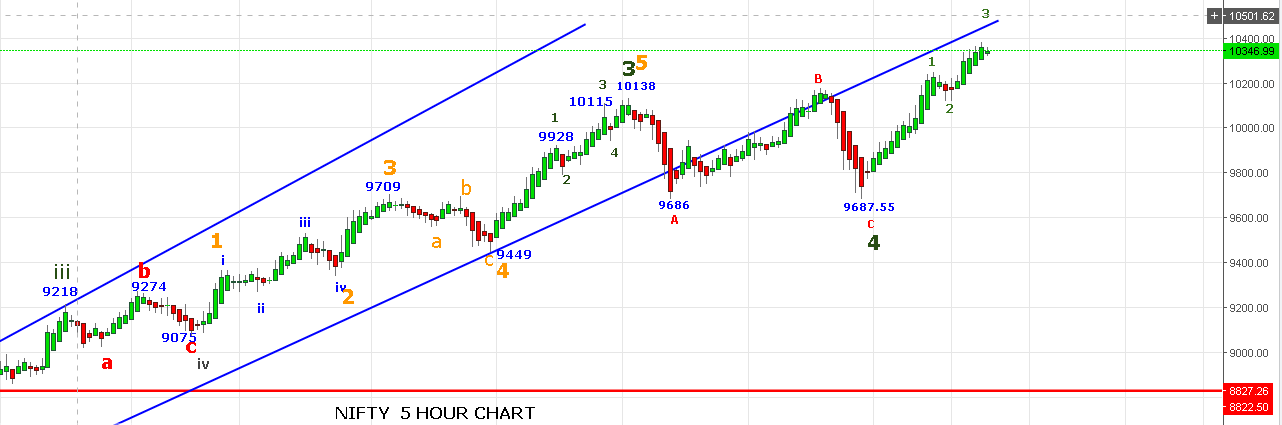 3
+ 10501.62
10400.00
10346.99
10200.00
10000.00
9800.00
9600.00
9400.00
9200.00
9000.00
8827.26
8822.50
iii
9218
a
b
9274
9075
c
iv
1
i
ii
iii
iv
2
3
9709
a
b
c
4
9449
1
9928
2
3
10115
4
3 5
10138
9686
A
B
9687.55
C
4
1
2
NIFTY 5 HOUR CHART